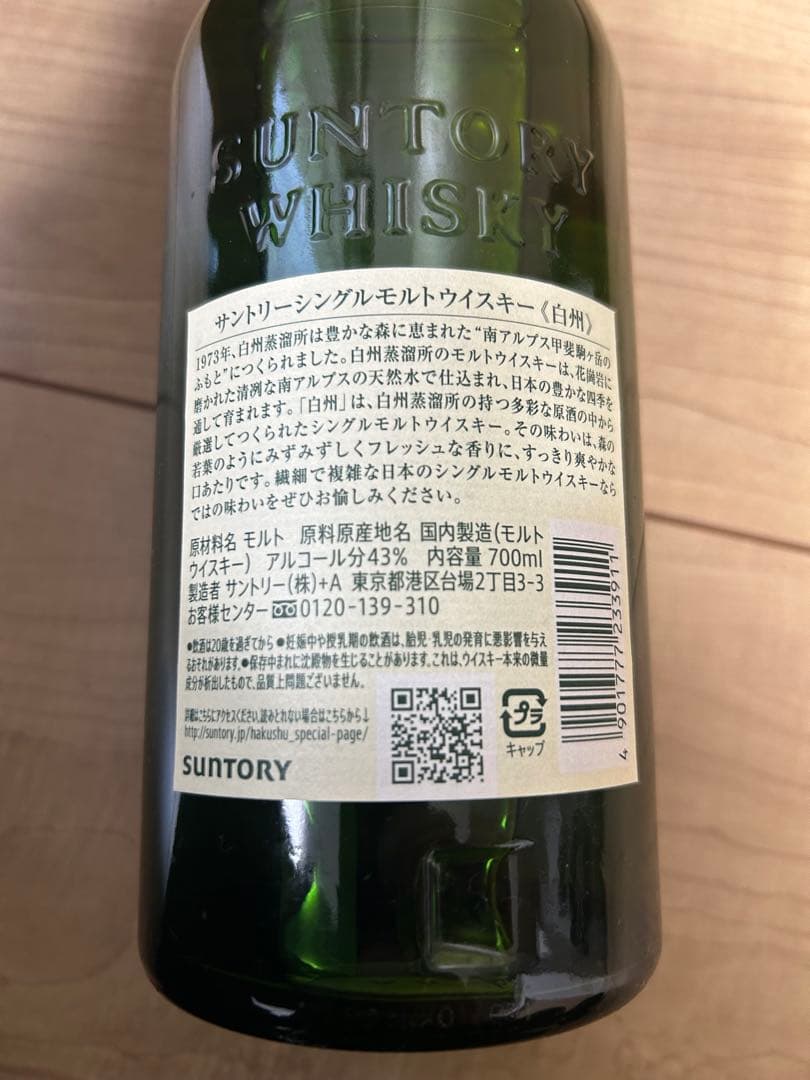 SUNTORY
WHISKY
サントリーシングルモルトウイスキー《白州》
1973年、白州蒸溜所は豊かな森に恵まれた“南アルプス甲斐駒ヶ岳の
ふもと”につくられました。白州蒸溜所のモルトウイスキーは、花崗岩に
磨かれた清冽な南アルプスの天然水で仕込まれ、日本の豊かな四季を
通して育まれます。「白州」は、白州蒸溜所の持つ多彩な原酒の中から
厳選してつくられたシングルモルトウイスキー。その味わいは、森の
若葉のようにみずみずしくフレッシュな香りに、すっきり爽やかな
口あたりです。繊細で複雑な日本のシングルモルトウイスキーなら
ではの味わいをぜひお愉しみください。
原材料名 モルト 原料原産地名 国内製造(モルト
ウイスキー) アルコール分43% 内容量 700ml
製造者 サントリー(株)+A 東京都港区台場2丁目3-3
お客様センター 0120-139-310
●飲酒は20歳を過ぎてから ●妊娠中や授乳期の飲酒は、胎児・乳児の発育に悪影響を与え
るおそれがあります。●保存中まれに沈殿物を生じることがあります。これは、ウイスキー本来の微量
成分が析出したもので、品質上問題ございません。
詳細はこちらにアクセスください。読みとれない場合はこちらから↓
http://suntory.jp/hakushu_special-page/
SUNTORY
プラ
キャップ
4 901777 233911